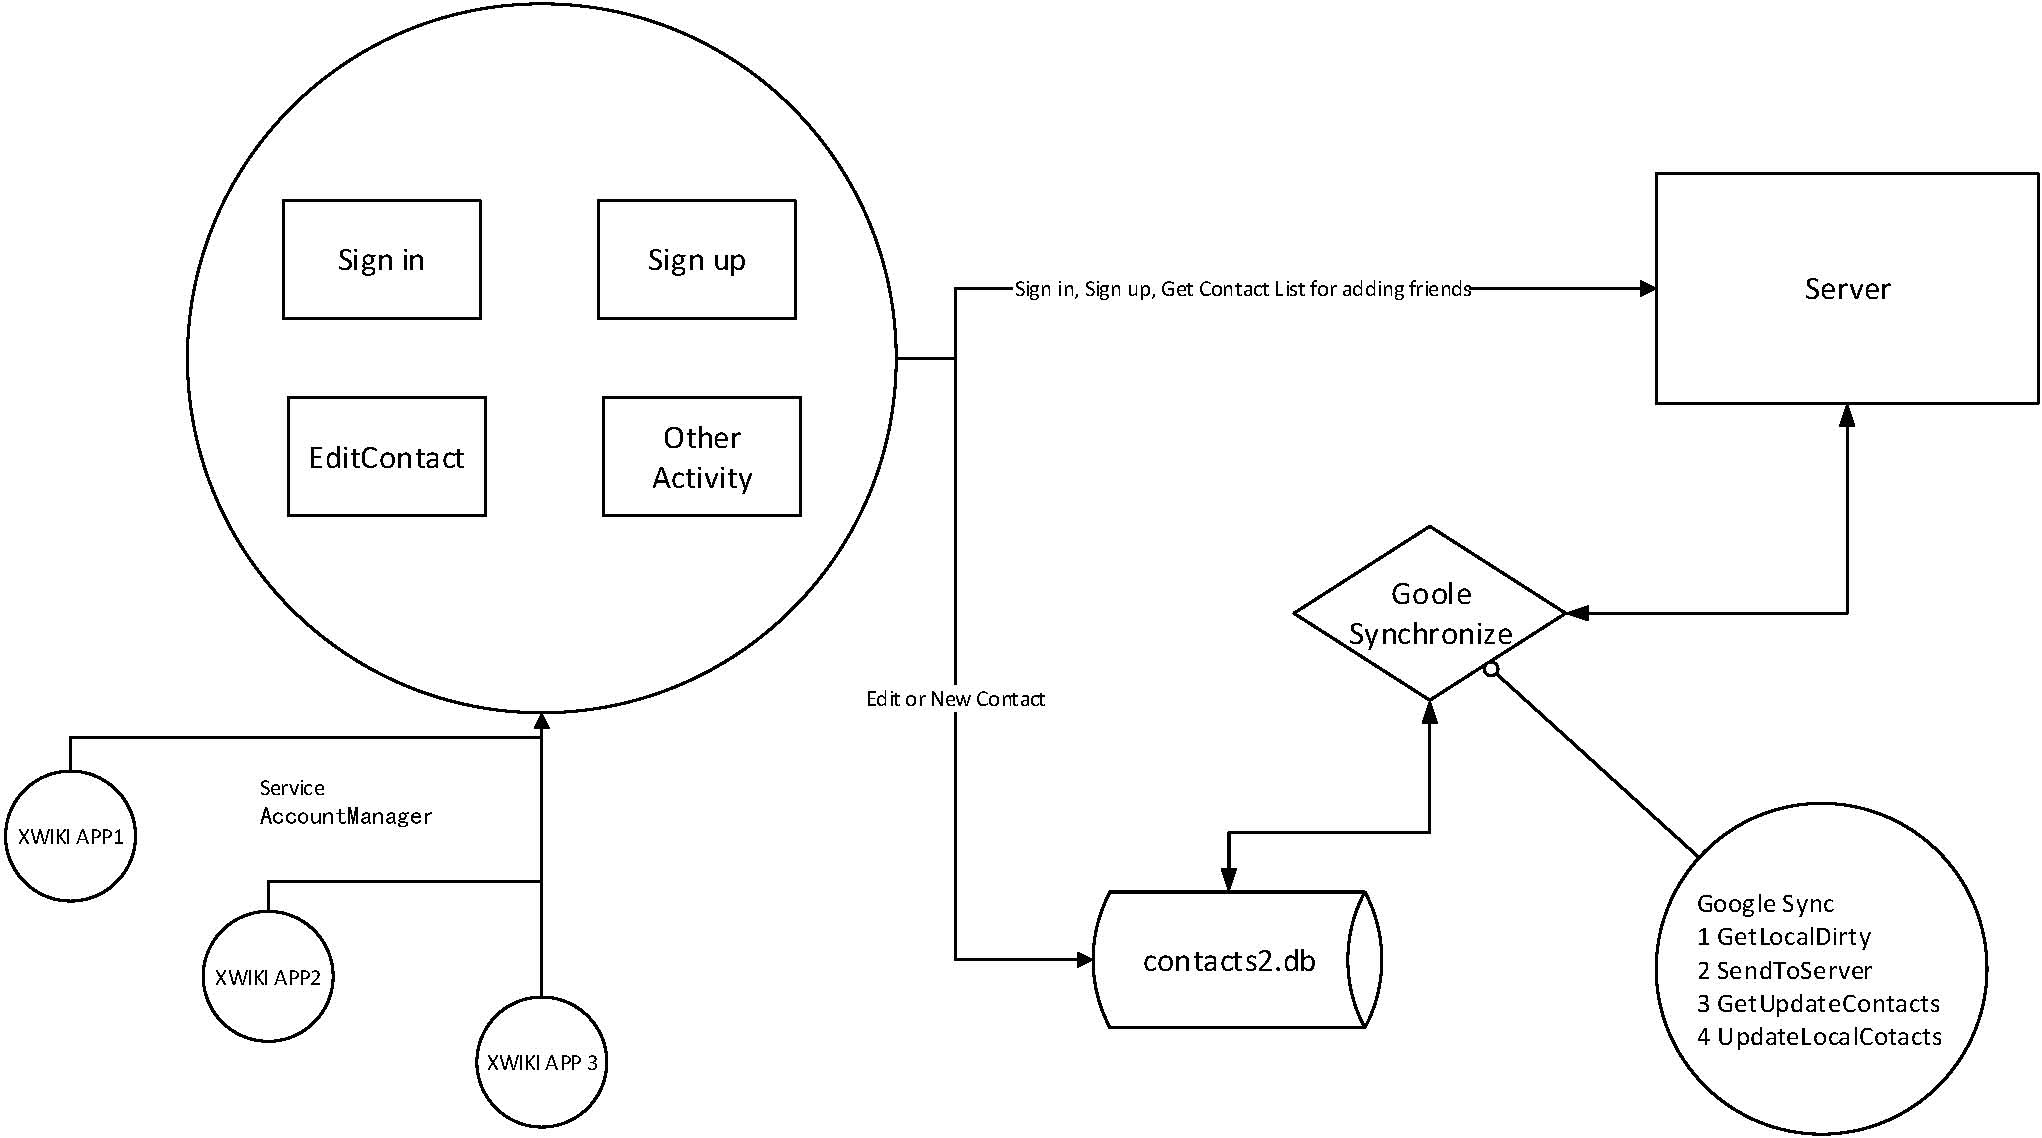 Sign in
Sign up
EditContact
Other
Activity
Sign in, Sign up, Get Contact List for adding friends
Server
Goole
Synchronize
Edit or New Contact
Service
AccountManager
XWIKI APP1
XWIKI APP2
XWIKI APP 3
contacts2.db
Google Sync
1 GetLocalDirty
2 SendToServer
3 GetUpdateContacts
4 UpdateLocalCotacts